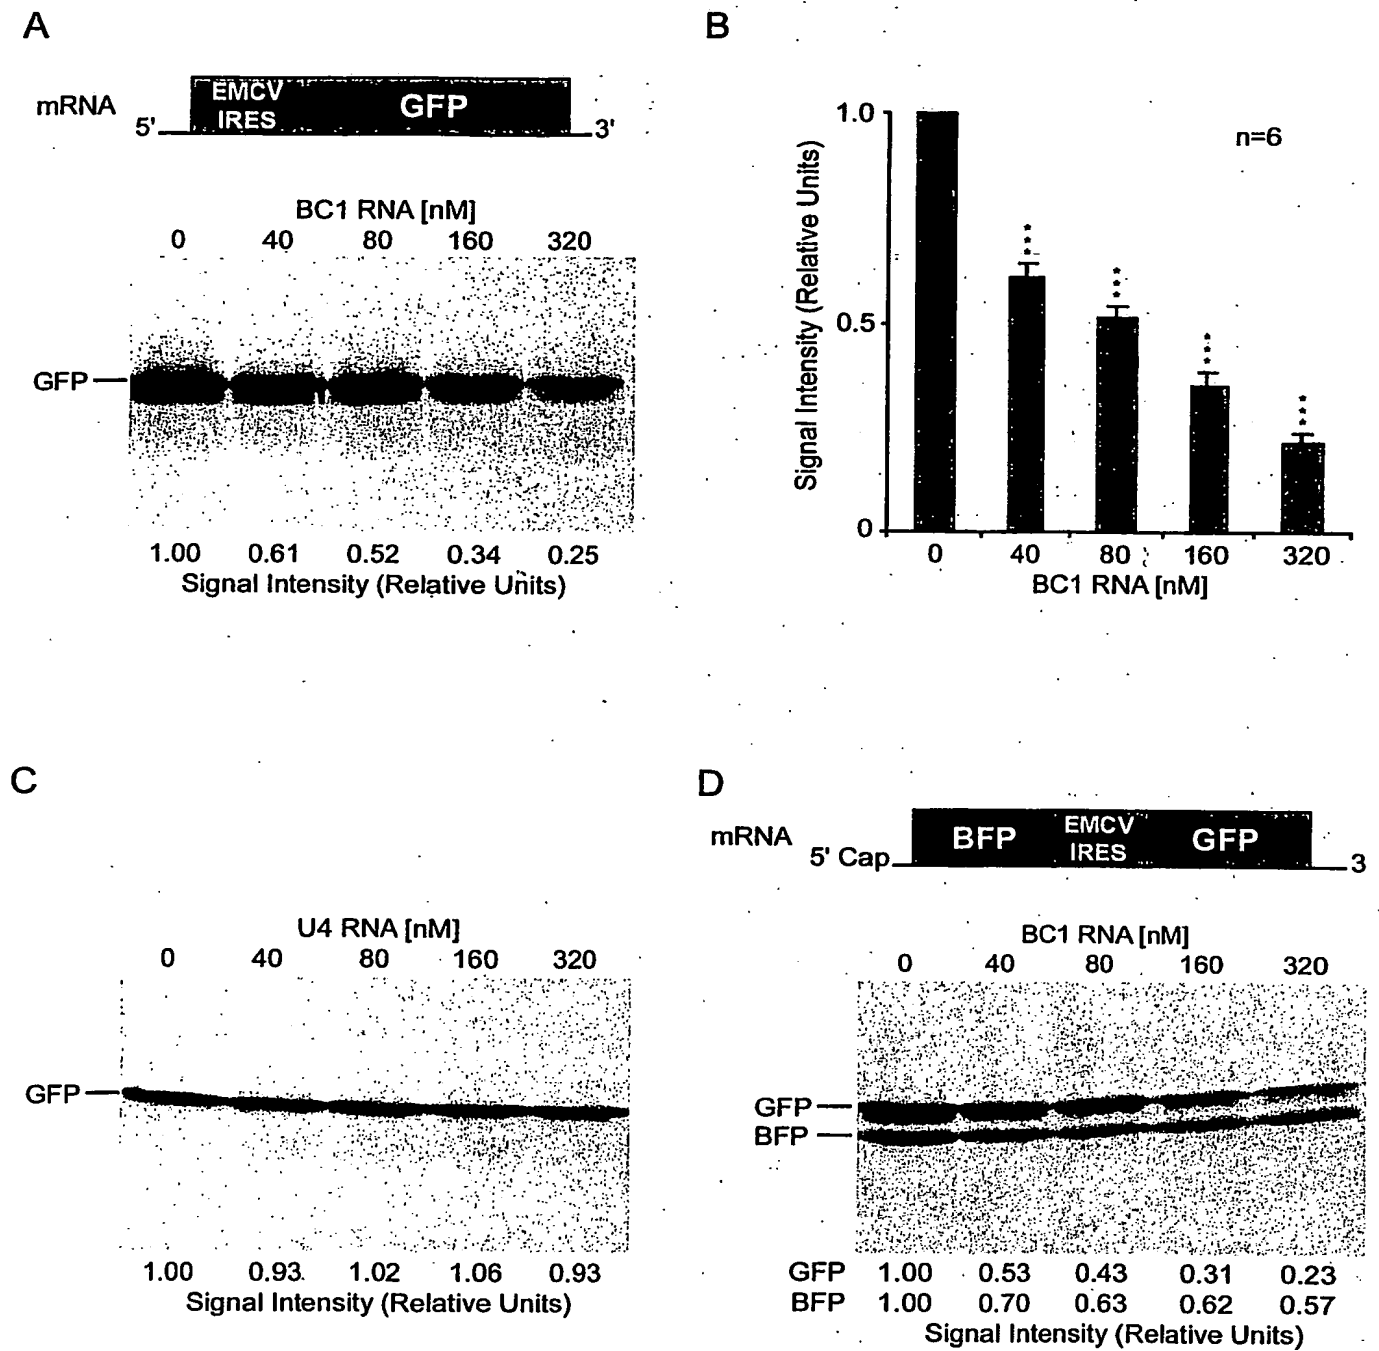 A
mRNA
5'
EMCV
IRES
GFP
3'
BC1 RNA [nM]
0 40 80 160 320
GFP
1.00 0.61 0.52 0.34 0.25
Signal Intensity (Relative Units)
B
Signal Intensity (Relative Units)
1.0
0.5
0
n=6
***
***
***
***
0 40 80 160 320
BC1 RNA [nM]
C
U4 RNA [nM]
0 40 80 160 320
GFP
1.00 0.93 1.02 1.06 0.93
Signal Intensity (Relative Units)
D
mRNA
5' Cap
BFP
EMCV
IRES
GFP
3
BC1 RNA [nM]
0 40 80 160 320
GFP
BFP
GFP 1.00 0.53 0.43 0.31 0.23
BFP 1.00 0.70 0.63 0.62 0.57
Signal Intensity (Relative Units)